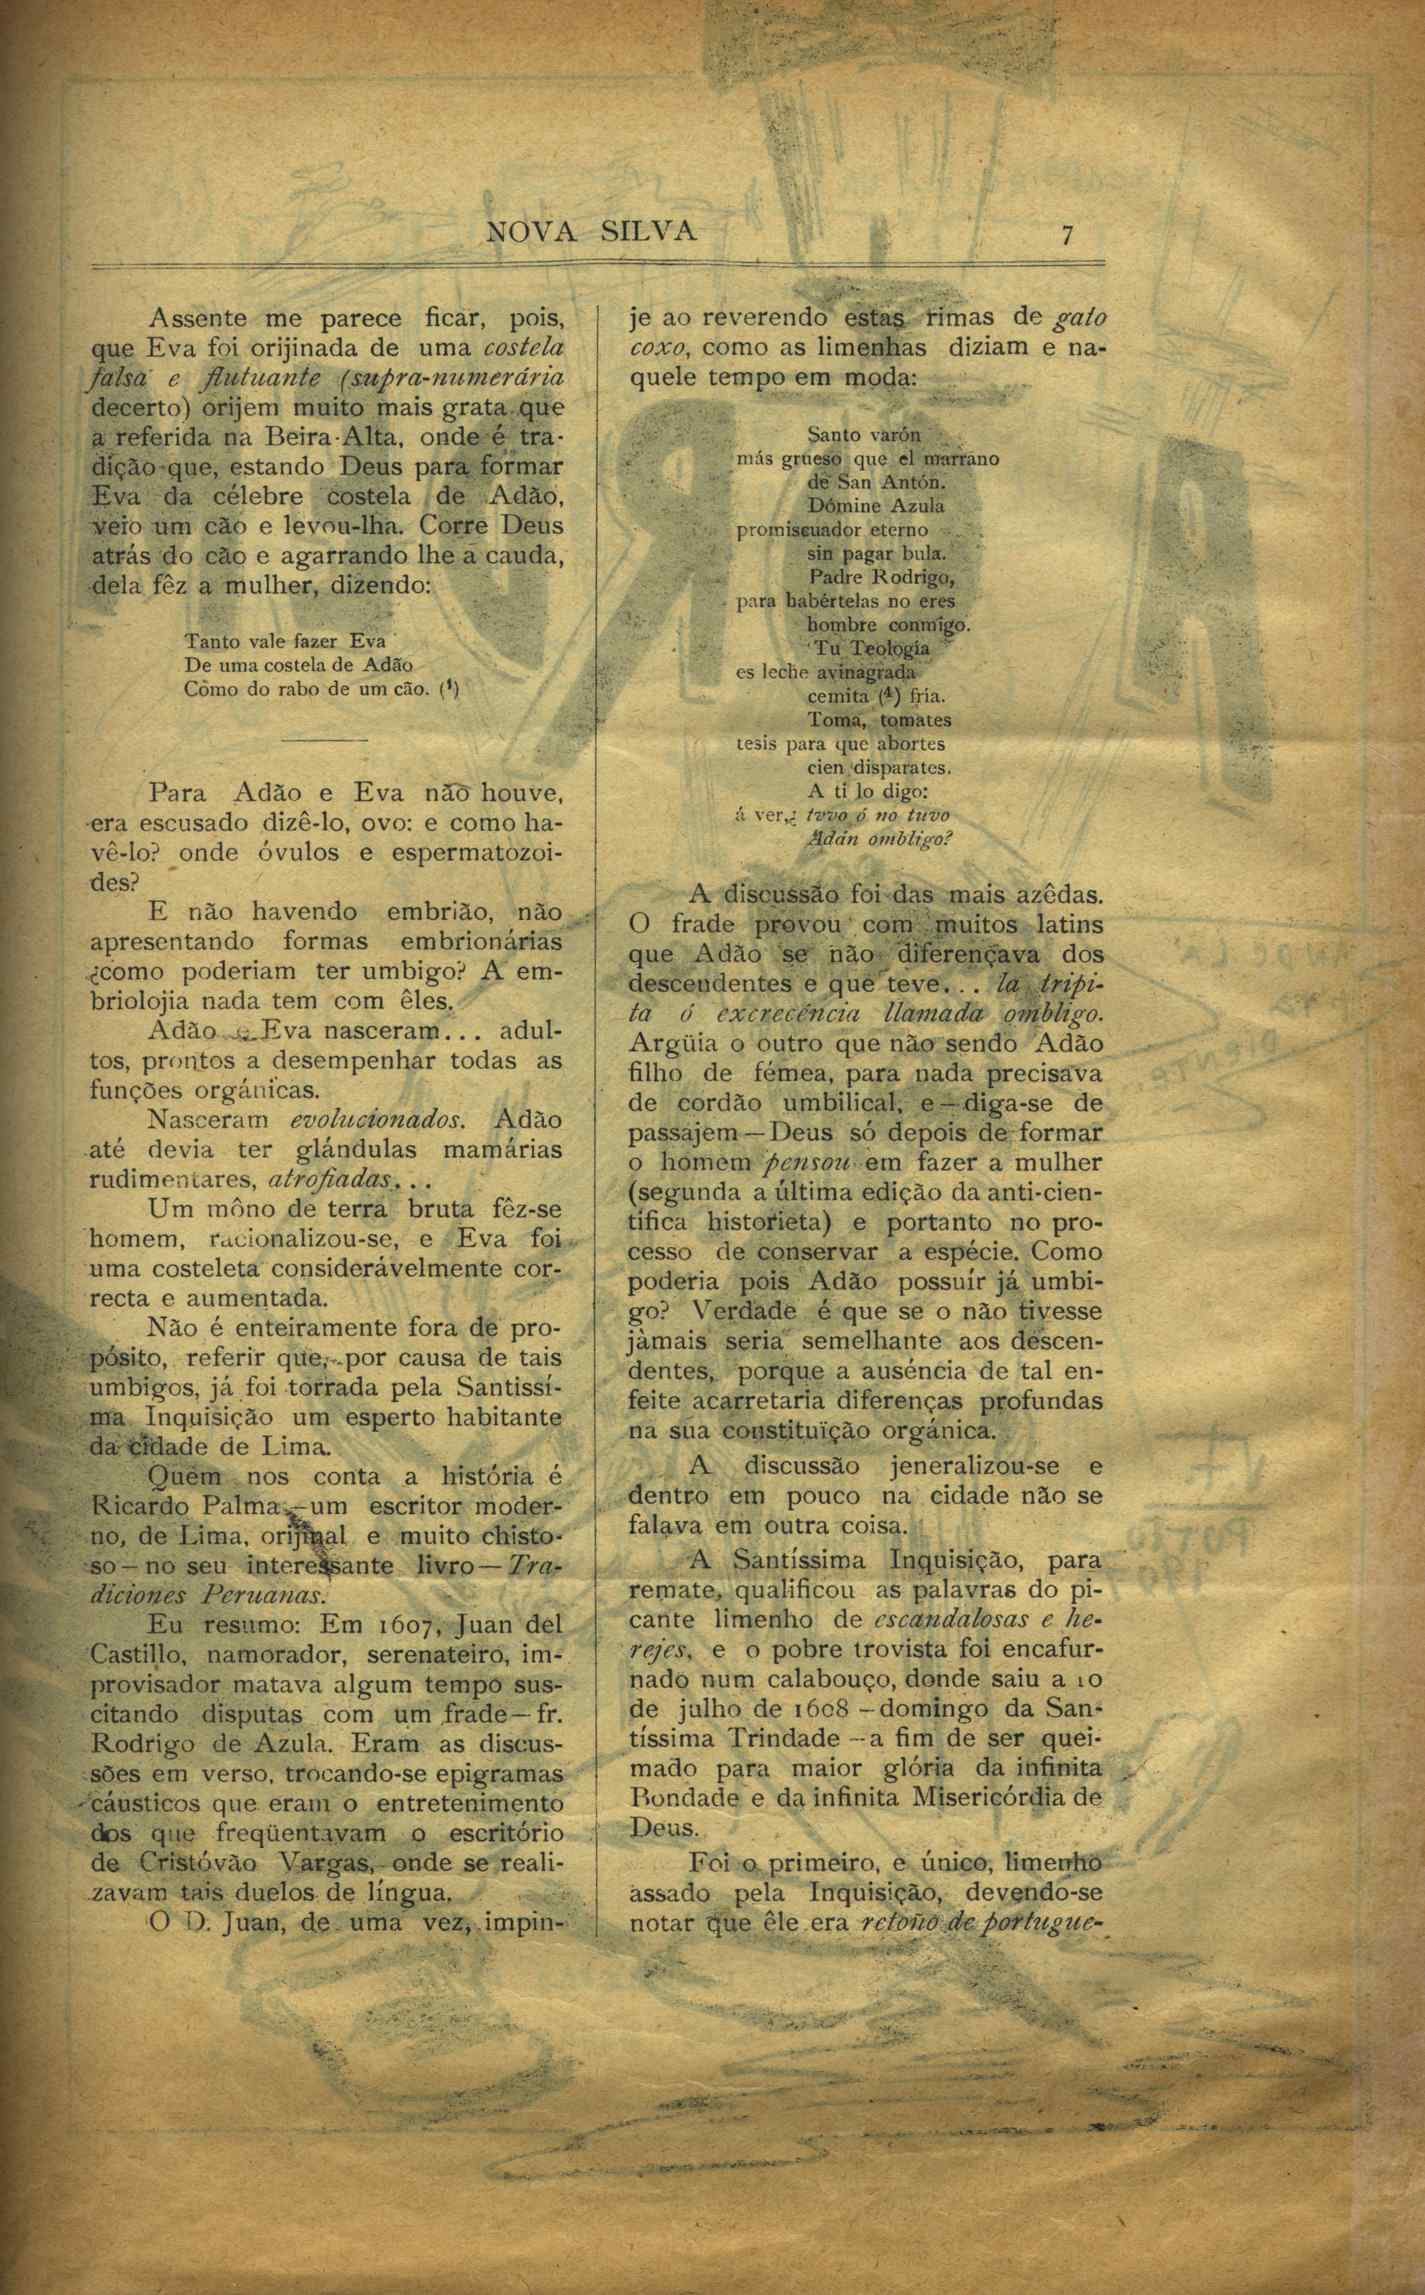 NOVA SILVA 7
Assente me parece ficar, pois,
que Eva foi orijinada de uma costela
falsa e flutuante (supra-numerária
decerto) orijem muito mais grata que
a referida na Beira-Alta, onde é tra-
dição que, estando Deus para formar
Eva da célebre costela de Adão,
veio um cão e levou-lha. Corre Deus
atrás do cão e agarrando lhe a cauda,
dela fêz a mulher, dizendo:
Tanto vale fazer Eva
De uma costela de Adão
Como do rabo de um cão. (¹)
Para Adão e Eva não houve,
era escusado dizê-lo, ovo: e como ha-
vê-lo? onde óvulos e espermatozoi-
des?
E não havendo embrião, não
apresentando formas embrionárias
¿como poderiam ter umbigo? A em-
briolojia nada tem com êles.
Adão e Eva nasceram... adul-
tos, prontos a desempenhar todas as
funções orgánicas.
Nasceram evolucionados. Adão
até devia ter glándulas mamárias
rudimentares, atrofiadas...
Um môno de terra bruta fêz-se
homem, racionalizou-se, e Eva foi
uma costeleta considerávelmente cor-
recta e aumentada.
Não é enteiramente fora de pro-
pósito, referir que, por causa de tais
umbigos, já foi torrada pela Santissí-
ma Inquisição um esperto habitante
da cidade de Lima.
Quêm nos conta a história é
Ricardo Palma—um escritor moder-
no, de Lima, orijinal e muito chisto-
so—no seu interessante livro—Tra-
diciones Peruanas.
Eu resumo: Em 1607, Juan del
Castillo, namorador, serenateiro, im-
provisador matava algum tempo sus-
citando disputas com um frade—fr.
Rodrigo de Azula. Eram as discus-
sões em verso, trocando-se epigramas
cáusticos que eram o entretenimento
dos que freqüentavam o escritório
de Cristóvão Vargas, onde se reali-
zavam tais duelos de língua.
O D. Juan, de uma vez, impin-
je ao reverendo estas rimas de gato
coxo, como as limenhas diziam e na-
quele tempo em moda:
Santo varón
más grueso que el marrano
de San Antón.
Dómine Azula
promiscuador eterno
sin pagar bula.
Padre Rodrigo,
para habértelas no eres
hombre conmigo.
Tu Teología
es leche avinagrada
cemita (²) fria.
Toma, tomates
tesis para que abortes
cien disparates.
A ti lo digo:
á ver,¿ tvvo ó no tuvo
Adán ombligo?
A discussão foi das mais azêdas.
O frade provou com muitos latins
que Adão se não diferençava dos
descendentes e que teve... la tripi-
ta ó excrecéncia llamada ombligo.
Argüia o outro que não sendo Adão
filho de fémea, para nada precisava
de cordão umbilical, e—diga-se de
passajem—Deus só depois de formar
o homem pensou em fazer a mulher
(segunda a última edição da anti-cien-
tifica historieta) e portanto no pro-
cesso de conservar a espécie. Como
poderia pois Adão possuír já umbi-
go? Verdade é que se o não tivesse
jàmais seria semelhante aos descen-
dentes, porque a auséncia de tal en-
feite acarretaria diferenças profundas
na sua constituïção orgánica.
A discussão jeneralizou-se e
dentro em pouco na cidade não se
falava em outra coisa.
A Santíssima Inquisição, para
remate, qualificou as palavras do pi-
cante limenho de escandalosas e he-
rejes, e o pobre trovista foi encafur-
nado num calabouço, donde saiu a 10
de julho de 1608—domingo da San-
tíssima Trindade—a fim de ser quei-
mado para maior glória da infinita
Bondade e da infinita Misericórdia de
Deus.
Foi o primeiro, e único, limenho
assado pela Inquisição, devendo-se
notar que êle era retoño de portugue-